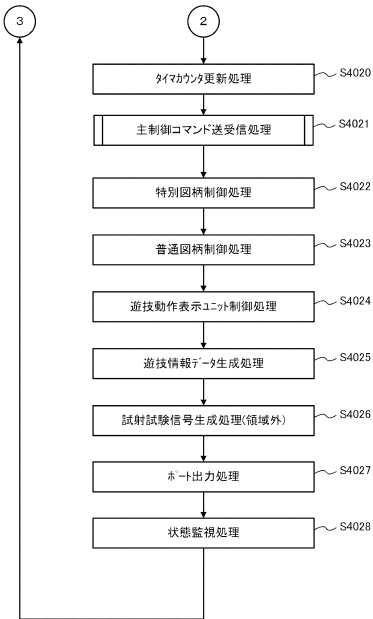 3
2
タイマカウンタ更新処理
S4020
主制御コマンド送受信処理
S4021
特別図柄制御処理
S4022
普通図柄制御処理
S4023
遊技動作表示ユニット制御処理
S4024
遊技情報データ生成処理
S4025
試射試験信号生成処理(領域外)
S4026
ポート出力処理
S4027
状態監視処理
S4028